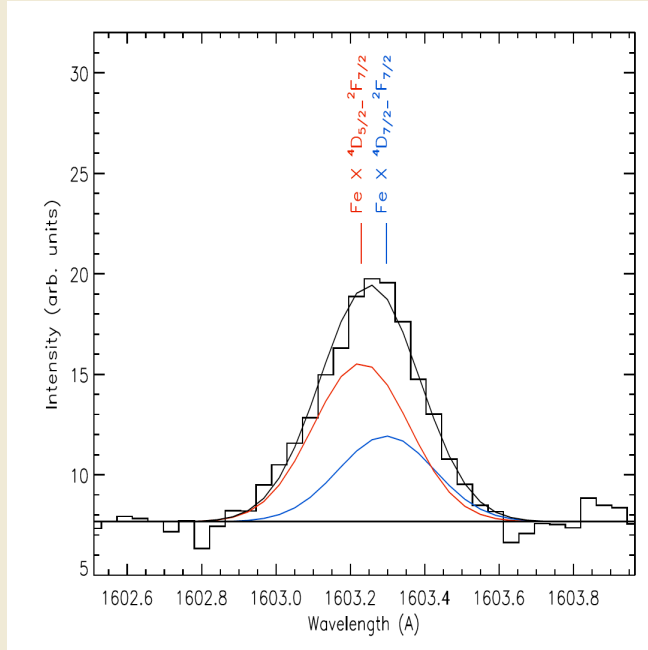 Fe X ⁴D₅/₂–²F₇/₂
Fe X ⁴D₇/₂–²F₇/₂
Intensity (arb. units)
30
25
20
15
10
5
1602.6 1602.8 1603.0 1603.2 1603.4 1603.6 1603.8
Wavelength (A)